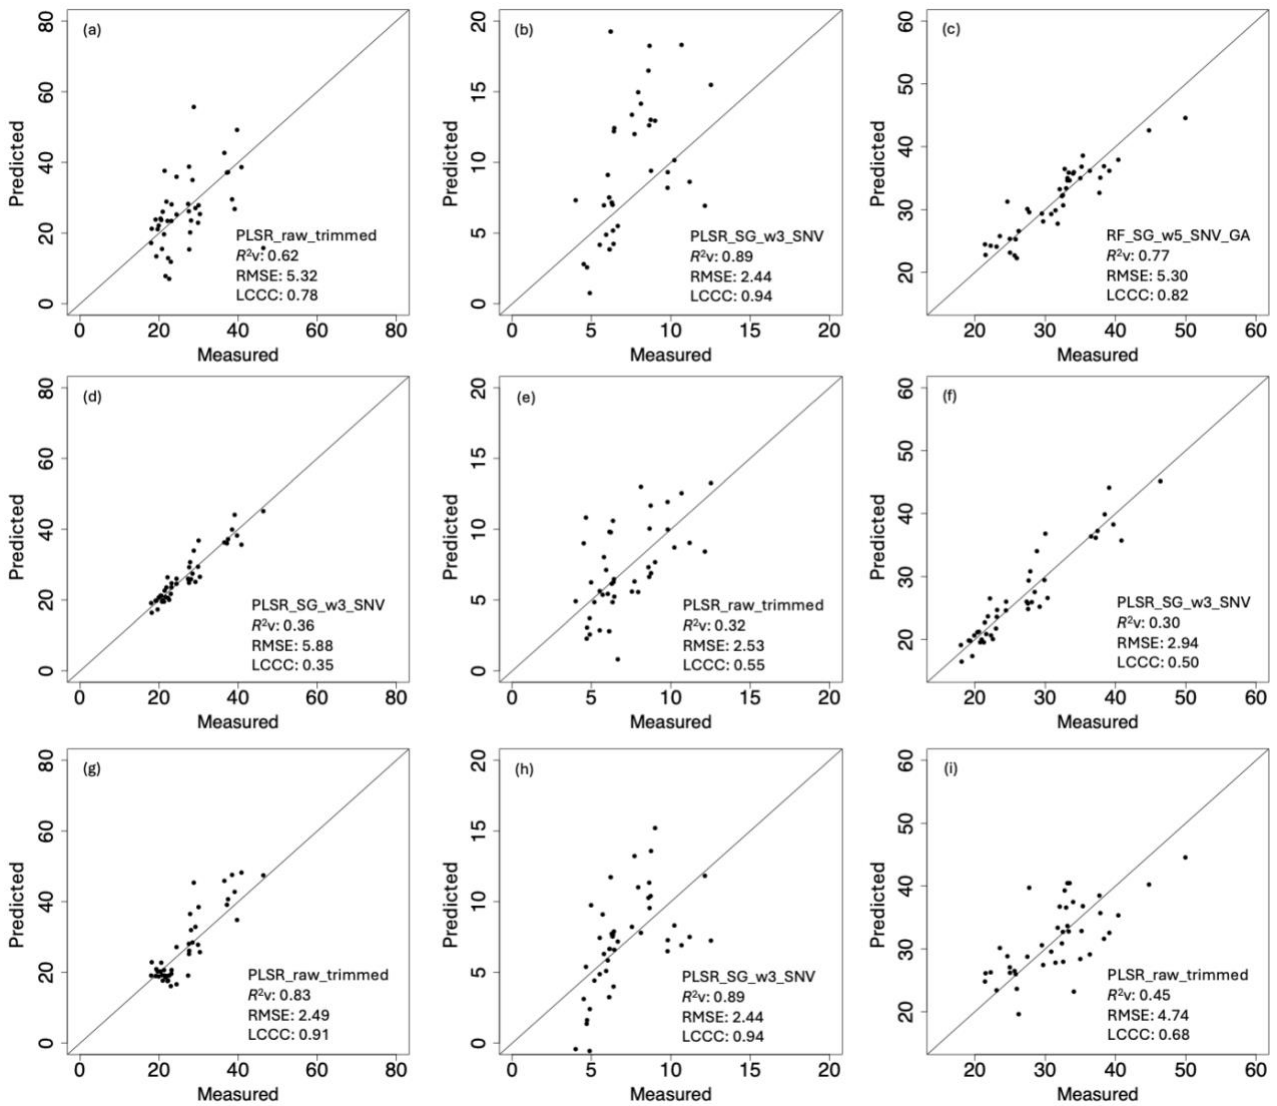 (a)
PLSR_raw_trimmed
R²v: 0.62
RMSE: 5.32
LCCC: 0.78
Predicted
0
20
40
60
80
0 20 40 60 80
Measured
(b)
PLSR_SG_w3_SNV
R²v: 0.89
RMSE: 2.44
LCCC: 0.94
Predicted
0
5
10
15
20
0 5 10 15 20
Measured
(c)
RF_SG_w5_SNV_GA
R²v: 0.77
RMSE: 5.30
LCCC: 0.82
Predicted
20
30
40
50
60
20 30 40 50 60
Measured
(d)
PLSR_SG_w3_SNV
R²v: 0.36
RMSE: 5.88
LCCC: 0.35
Predicted
0
20
40
60
80
0 20 40 60 80
Measured
(e)
PLSR_raw_trimmed
R²v: 0.32
RMSE: 2.53
LCCC: 0.55
Predicted
0
5
10
15
20
0 5 10 15 20
Measured
(f)
PLSR_SG_w3_SNV
R²v: 0.30
RMSE: 2.94
LCCC: 0.50
Predicted
20
30
40
50
60
20 30 40 50 60
Measured
(g)
PLSR_raw_trimmed
R²v: 0.83
RMSE: 2.49
LCCC: 0.91
Predicted
0
20
40
60
80
0 20 40 60 80
Measured
(h)
PLSR_SG_w3_SNV
R²v: 0.89
RMSE: 2.44
LCCC: 0.94
Predicted
0
5
10
15
20
0 5 10 15 20
Measured
(i)
PLSR_raw_trimmed
R²v: 0.45
RMSE: 4.74
LCCC: 0.68
Predicted
20
30
40
50
60
20 30 40 50 60
Measured